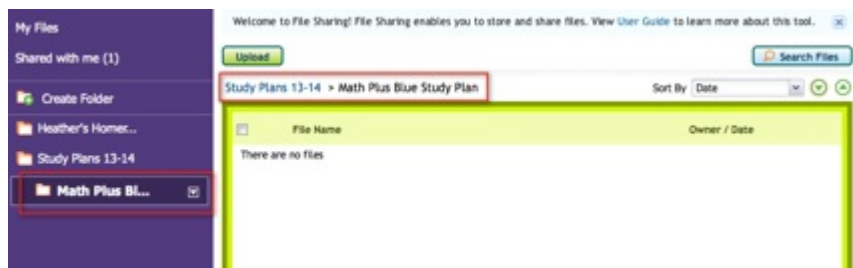 My Files
Shared with me (1)
Create Folder
Heather's Homer...
Study Plans 13-14
Math Plus Bl...
Welcome to File Sharing! File Sharing enables you to store and share files. View User Guide to learn more about this tool.
Upload
Search Files
Study Plans 13-14 > Math Plus Blue Study Plan
Sort By Date
File Name Owner / Date
There are no files